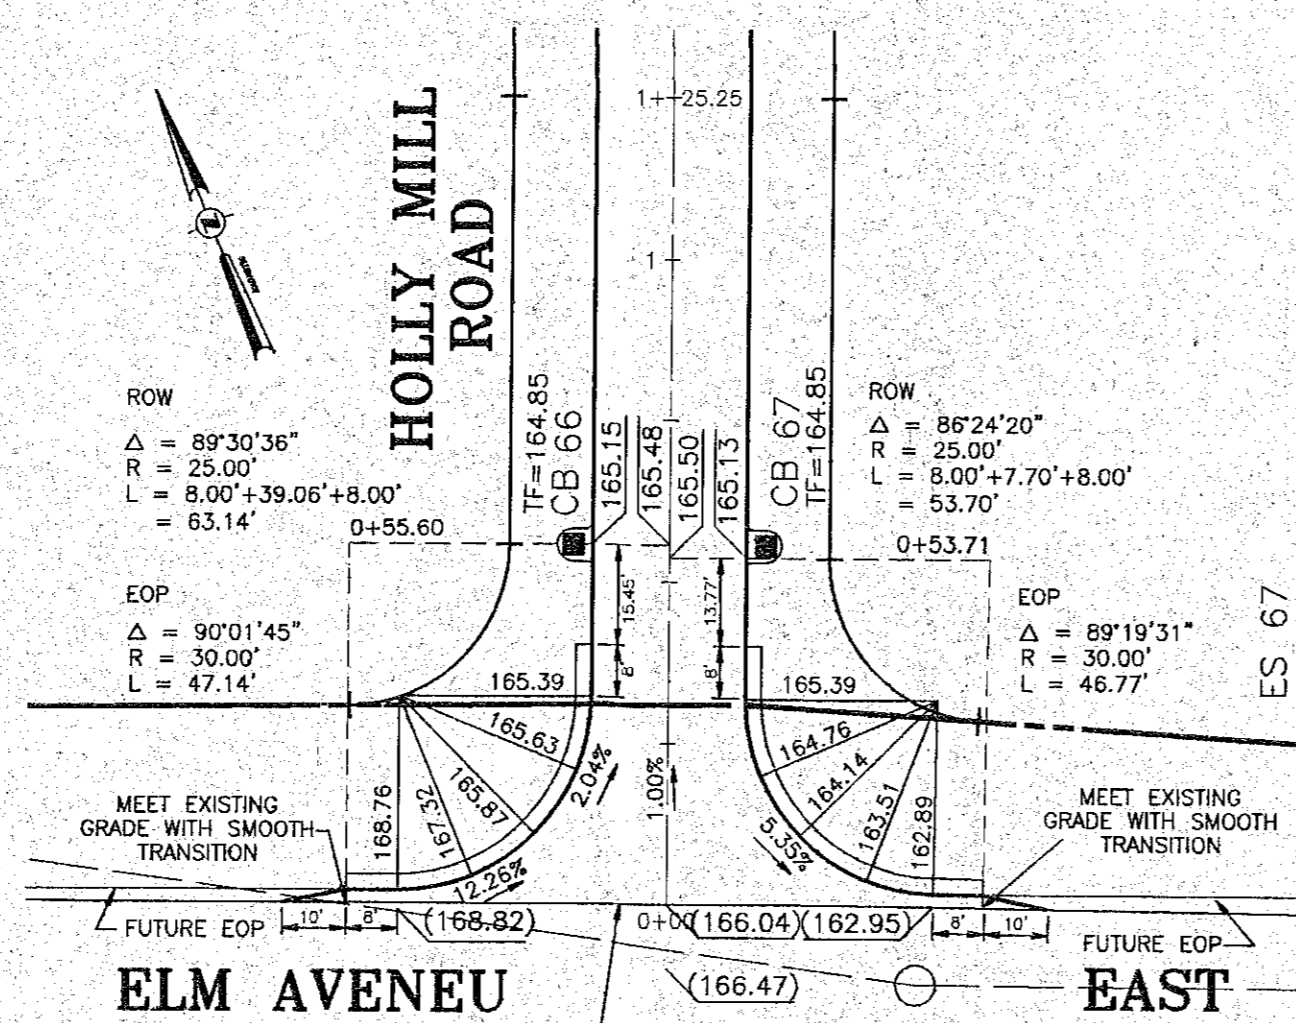 HOLLY MILL
ROAD
1+25.25
1
ROW
Δ = 89°30'36"
R = 25.00'
L = 8.00'+39.06'+8.00'
= 63.14'
0+55.60
EOP
Δ = 90°01'45"
R = 30.00'
L = 47.14'
TF=164.85
CB 66
165.15
165.48
165.50
165.13
CB 67
TF=164.85
ROW
Δ = 86°24'20"
R = 25.00'
L = 8.00'+7.70'+8.00'
= 53.70'
0+53.71
EOP
Δ = 89°19'31"
R = 30.00'
L = 46.77'
ES 67
15.45'
13.77'
8'
8'
165.39
165.39
165.63
165.87
167.32
168.76
2.04%
12.26%
1.00%
164.76
164.14
163.51
162.89
5.35%
MEET EXISTING
GRADE WITH SMOOTH
TRANSITION
MEET EXISTING
GRADE WITH SMOOTH
TRANSITION
FUTURE EOP
10'
8'
(168.82)
0+00
(166.04)
(162.95)
8'
10'
FUTURE EOP
(166.47)
ELM AVENEU
EAST